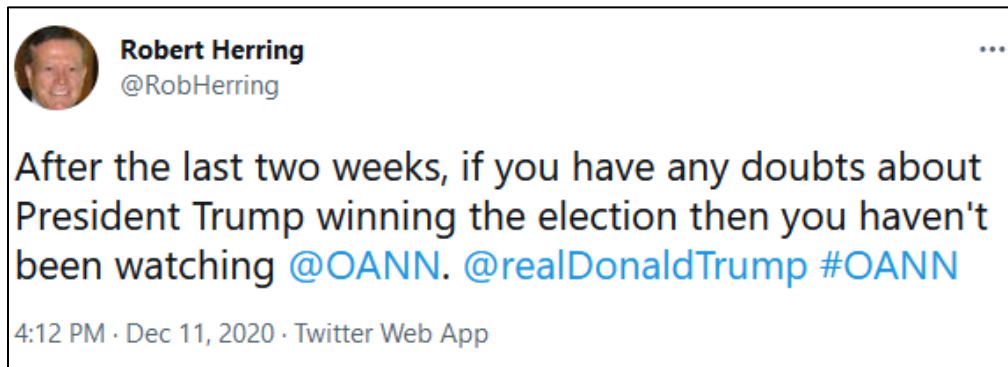 Robert Herring
@RobHerring
After the last two weeks, if you have any doubts about
President Trump winning the election then you haven't
been watching @OANN. @realDonaldTrump #OANN
4:12 PM · Dec 11, 2020 · Twitter Web App